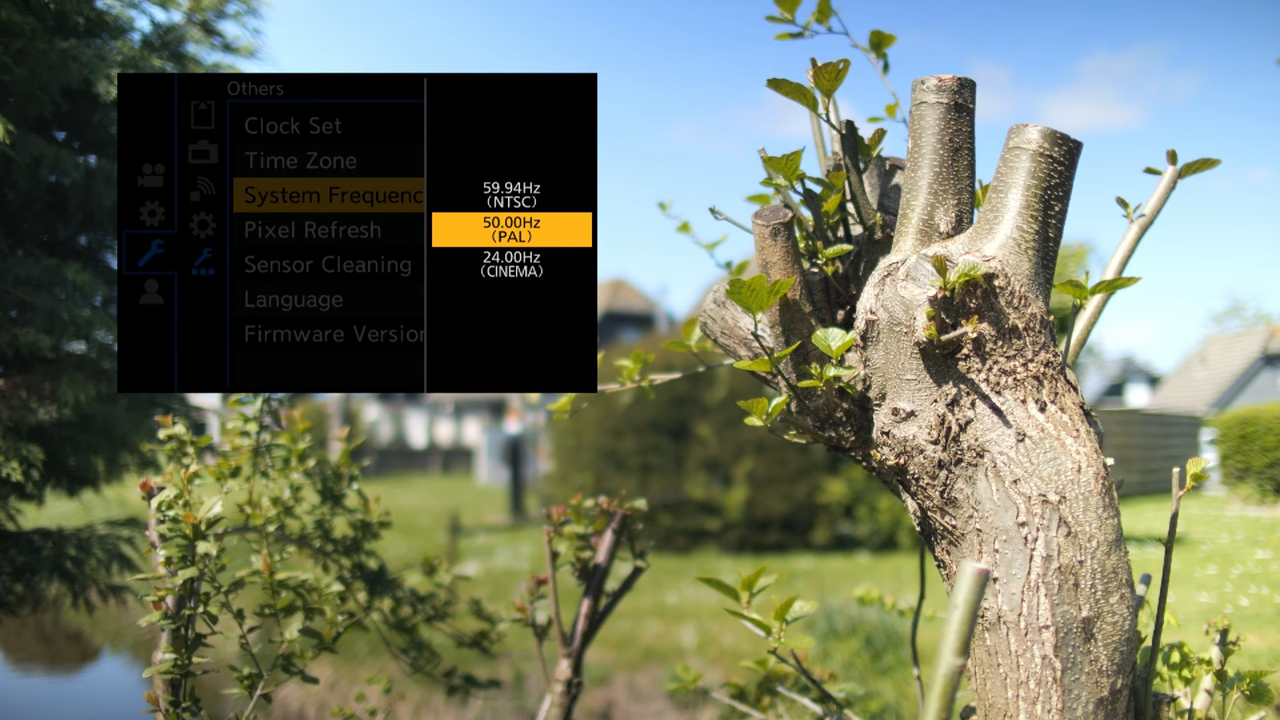 Others
Clock Set
Time Zone
System Frequenc
Pixel Refresh
Sensor Cleaning
Language
Firmware Version
59.94Hz
(NTSC)
50.00Hz
(PAL)
24.00Hz
(CINEMA)